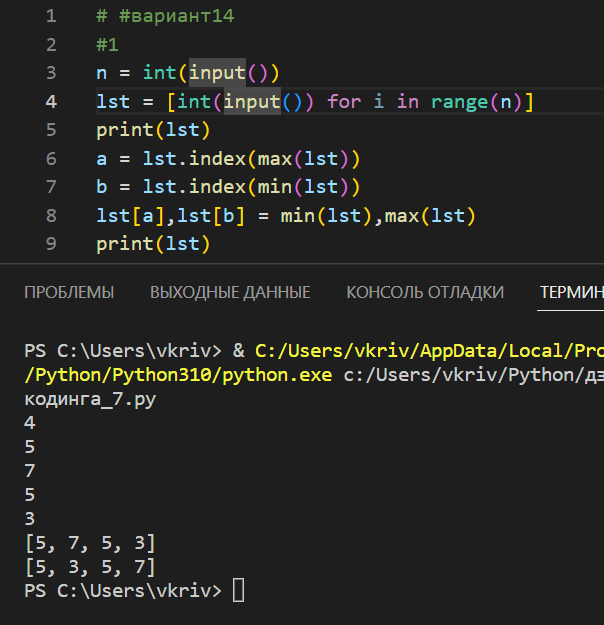 1 # #вариант14
2 #1
3 n = int(input())
4 lst = [int(input()) for i in range(n)]
5 print(lst)
6 a = lst.index(max(lst))
7 b = lst.index(min(lst))
8 lst[a],lst[b] = min(lst),max(lst)
9 print(lst)
ПРОБЛЕМЫ ВЫХОДНЫЕ ДАННЫЕ КОНСОЛЬ ОТЛАДКИ ТЕРМИН
PS C:\Users\vkriv> & C:/Users/vkriv/AppData/Local/Pro
/Python/Python310/python.exe c:/Users/vkriv/Python/дз
кодинга_7.py
4
5
7
5
3
[5, 7, 5, 3]
[5, 3, 5, 7]
PS C:\Users\vkriv>